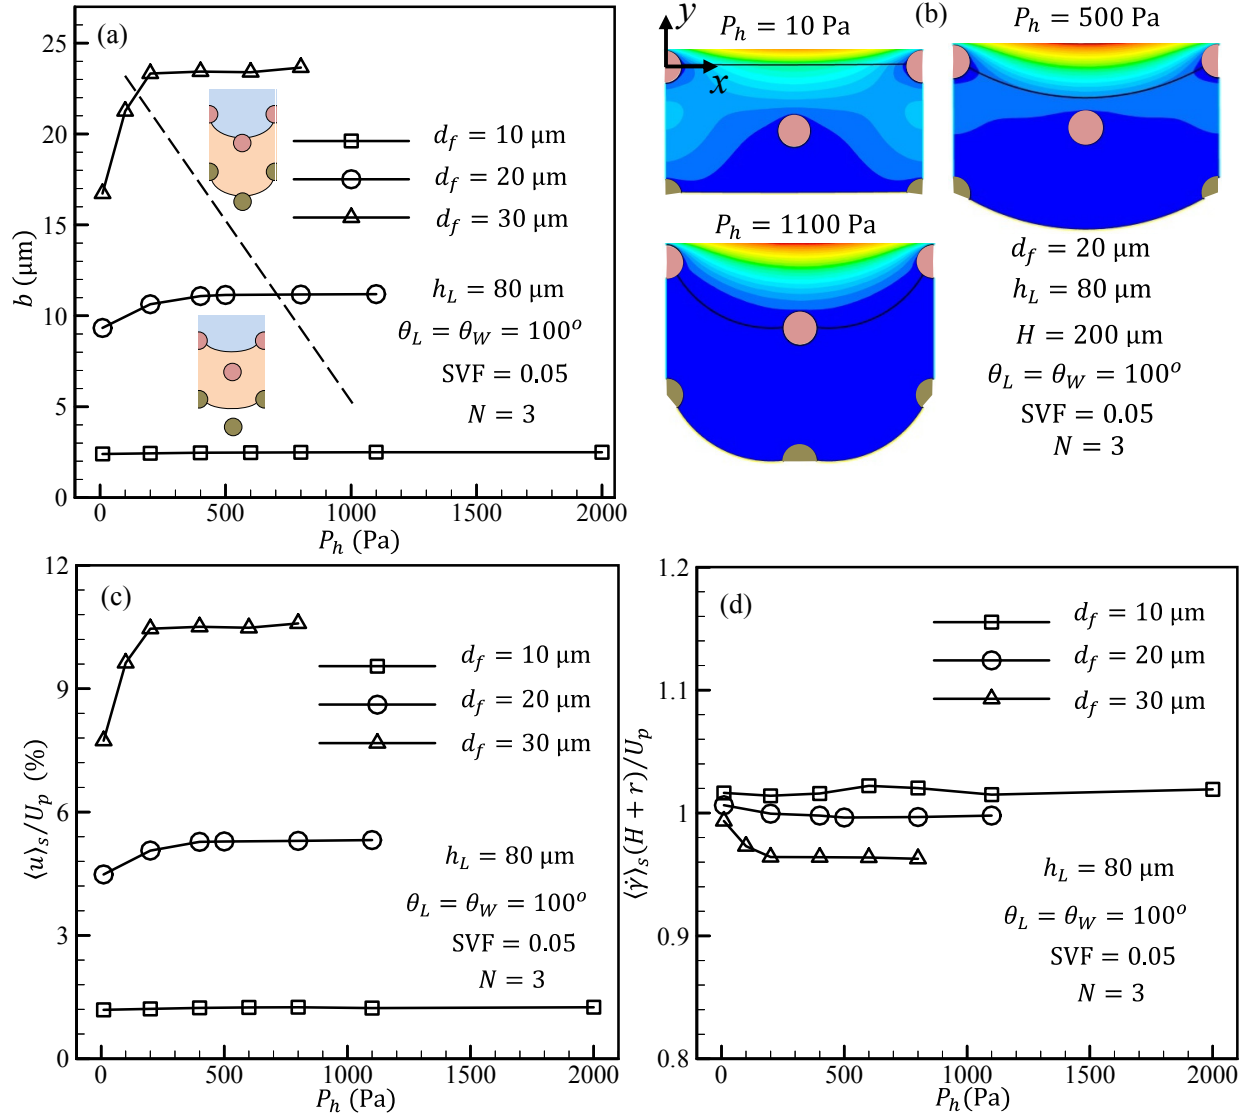 (a)
25
20
15
10
5
0
b (μm)
d_f = 10 μm
d_f = 20 μm
d_f = 30 μm
h_L = 80 μm
θ_L = θ_W = 100^o
SVF = 0.05
N = 3
0 500 1000 1500 2000
P_h (Pa)
y
x
P_h = 10 Pa
(b)
P_h = 500 Pa
P_h = 1100 Pa
d_f = 20 μm
h_L = 80 μm
H = 200 μm
θ_L = θ_W = 100^o
SVF = 0.05
N = 3
(c)
12
9
6
3
0
⟨u⟩_s/U_p (%)
d_f = 10 μm
d_f = 20 μm
d_f = 30 μm
h_L = 80 μm
θ_L = θ_W = 100^o
SVF = 0.05
N = 3
0 500 1000 1500 2000
P_h (Pa)
(d)
1.2
1.1
1
0.9
0.8
⟨γ̇⟩_s(H + r)/U_p
d_f = 10 μm
d_f = 20 μm
d_f = 30 μm
h_L = 80 μm
θ_L = θ_W = 100^o
SVF = 0.05
N = 3
0 500 1000 1500 2000
P_h(Pa)